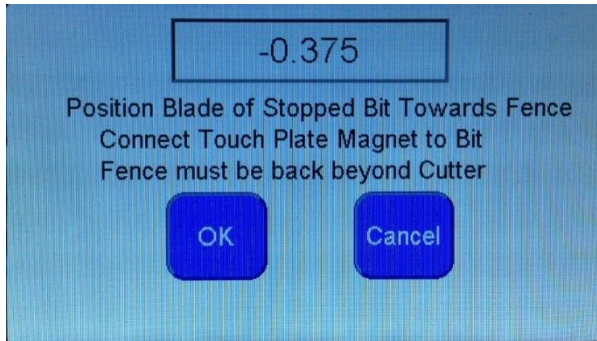 -0.375
Position Blade of Stopped Bit Towards Fence
Connect Touch Plate Magnet to Bit
Fence must be back beyond Cutter
OK
Cancel